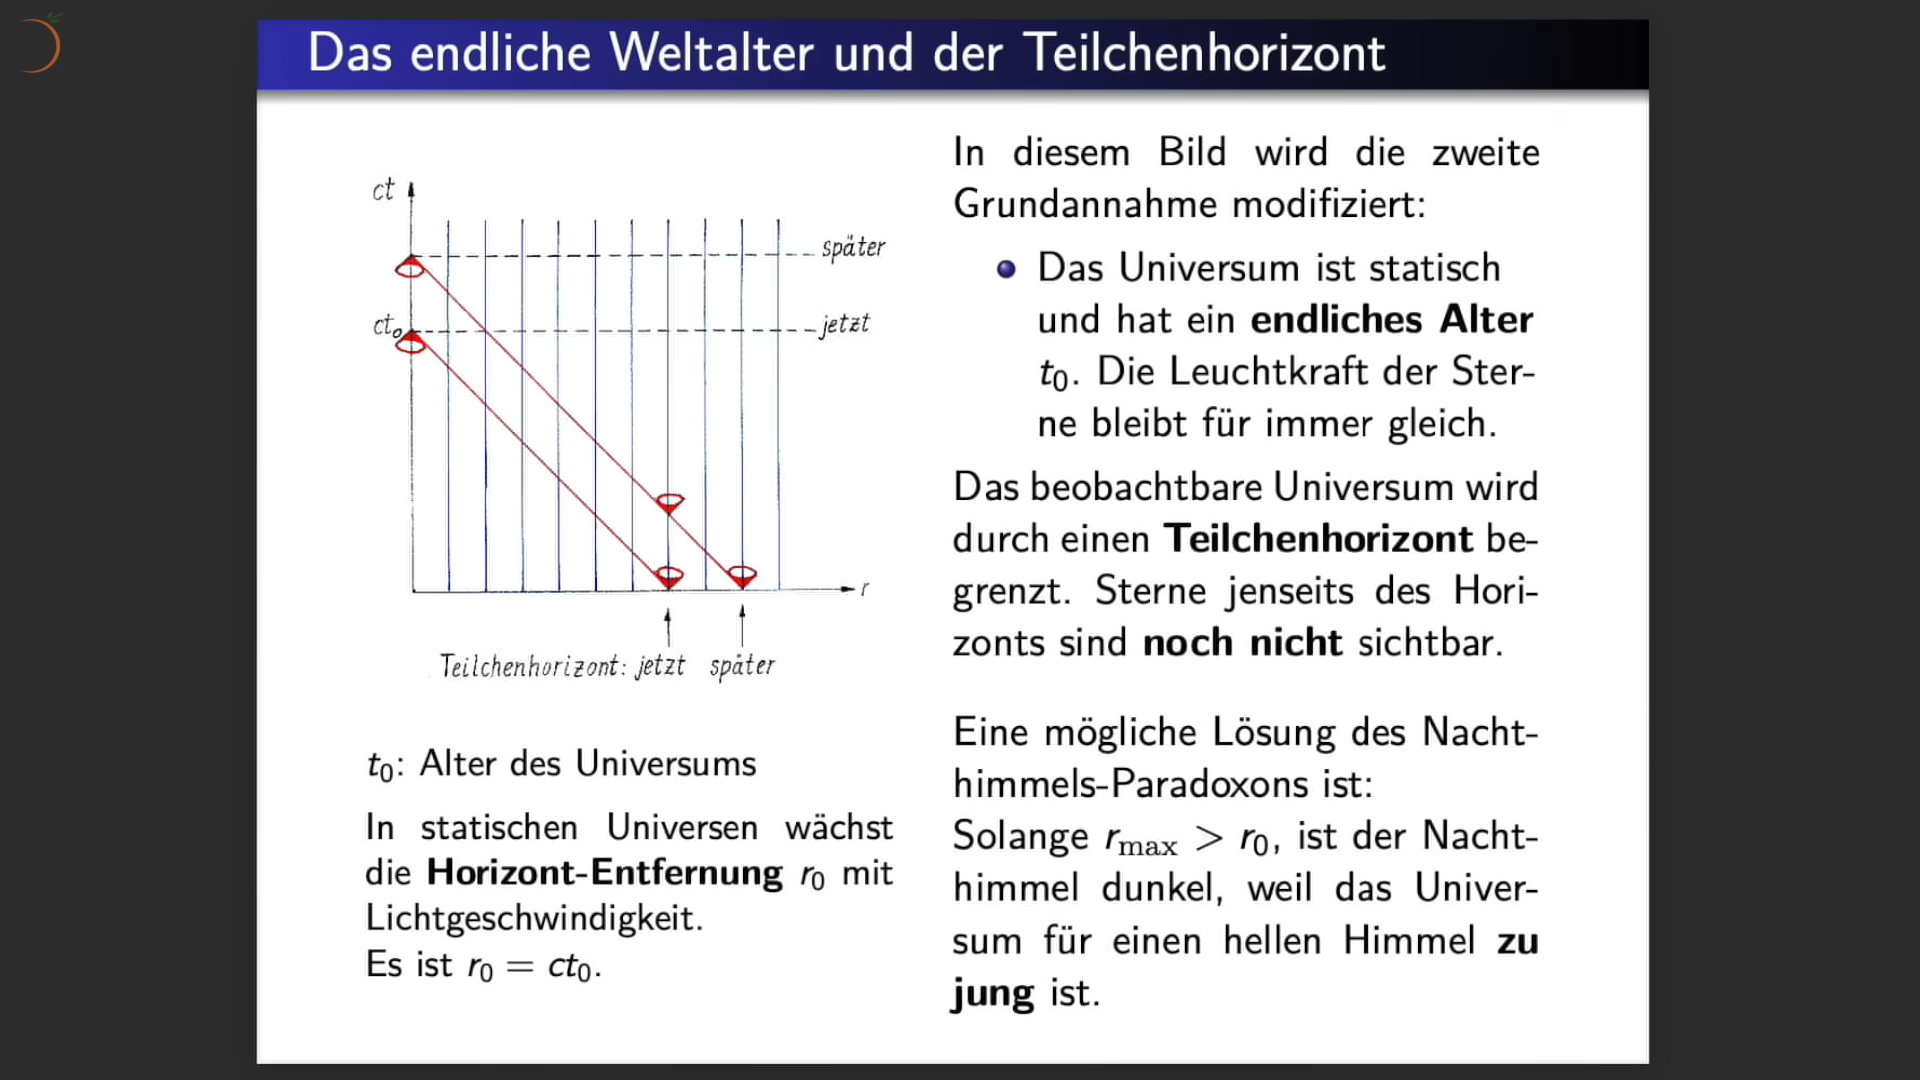 Das endliche Weltalter und der Teilchenhorizont
ct
später
ct₀
jetzt
r
Teilchenhorizont: jetzt später
t₀: Alter des Universums
In statischen Universen wächst
die Horizont-Entfernung r₀ mit
Lichtgeschwindigkeit.
Es ist r₀ = ct₀.
In diesem Bild wird die zweite
Grundannahme modifiziert:
Das Universum ist statisch
und hat ein endliches Alter
t₀. Die Leuchtkraft der Ster-
ne bleibt für immer gleich.
Das beobachtbare Universum wird
durch einen Teilchenhorizont be-
grenzt. Sterne jenseits des Hori-
zonts sind noch nicht sichtbar.
Eine mögliche Lösung des Nacht-
himmels-Paradoxons ist:
Solange rmax > r₀, ist der Nacht-
himmel dunkel, weil das Univer-
sum für einen hellen Himmel zu
jung ist.